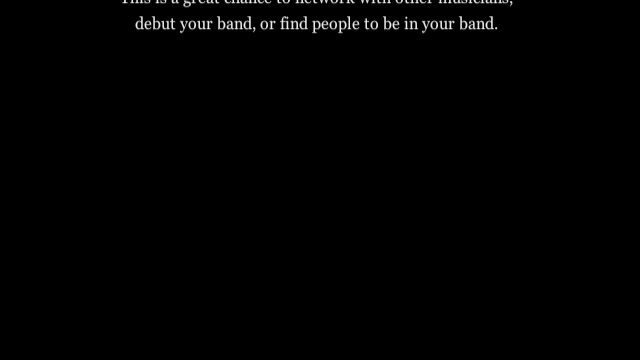 This is a great chance to network with other musicians,
debut your band, or find people to be in your band.